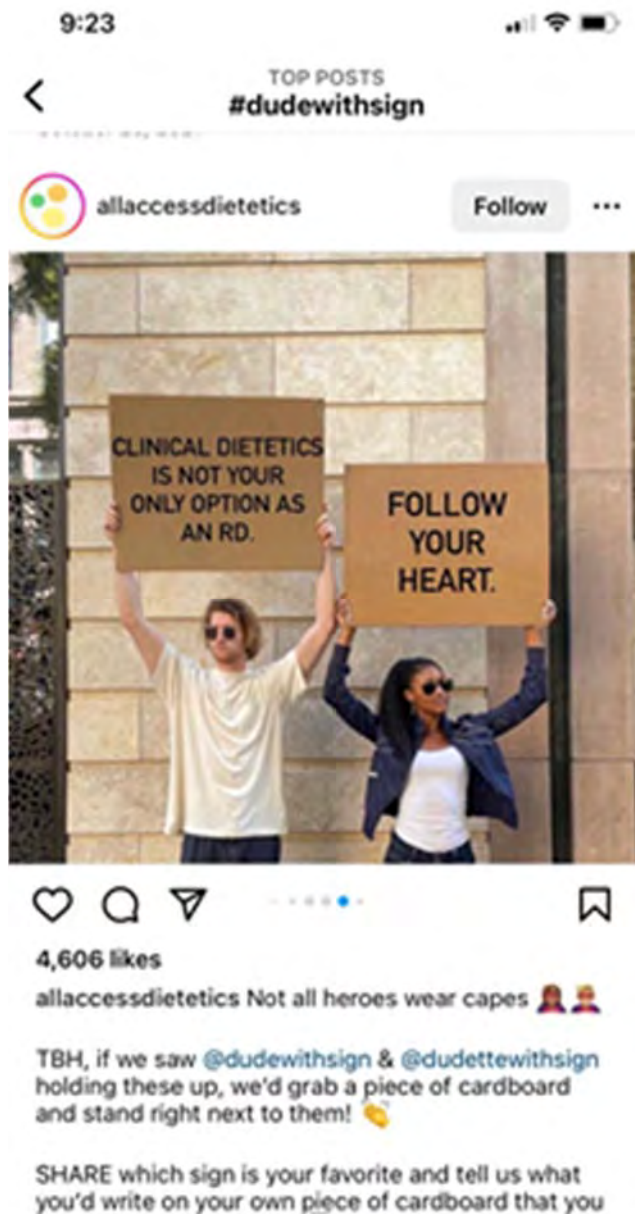 9:23
TOP POSTS
#dudewithsign
allaccessdietetics
Follow
CLINICAL DIETETICS
IS NOT YOUR
ONLY OPTION AS
AN RD.
FOLLOW
YOUR
HEART.
4,606 likes
allaccessdietetics Not all heroes wear capes
TBH, if we saw @dudewithsign & @dudettewithsign
holding these up, we'd grab a piece of cardboard
and stand right next to them! 👏
SHARE which sign is your favorite and tell us what
you'd write on your own piece of cardboard that you